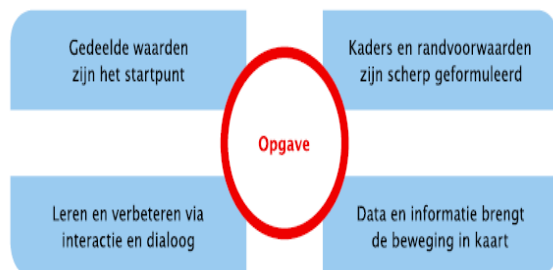 Gedeelde waarden
zijn het startpunt
Kaders en randvoorwaarden
zijn scherp geformuleerd
Opgave
Leren en verbeteren via
interactie en dialoog
Data en informatie brengt
de beweging in kaart